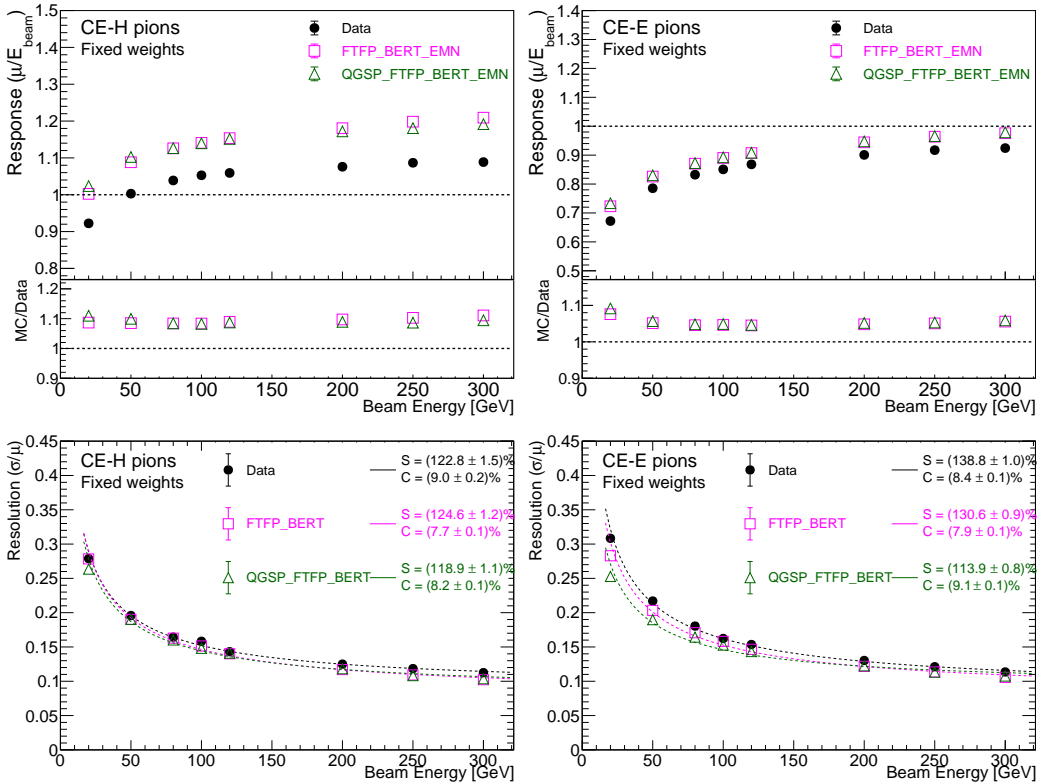 CE-H pions
Fixed weights
Data
FTFP_BERT_EMN
QGSP_FTFP_BERT_EMN
Response (μ/E_beam)
1.5
1.4
1.3
1.2
1.1
1
0.9
0.8
MC/Data
1.2
1.1
1
0.9
0 50 100 150 200 250 300
Beam Energy [GeV]
CE-E pions
Fixed weights
Data
FTFP_BERT_EMN
QGSP_FTFP_BERT_EMN
Response (μ/E_beam)
1.4
1.3
1.2
1.1
1
0.9
0.8
0.7
0.6
0.5
MC/Data
1.1
1
0.9
0 50 100 150 200 250 300
Beam Energy [GeV]
CE-H pions
Fixed weights
Data
S = (122.8 ± 1.5)%
C = (9.0 ± 0.2)%
FTFP_BERT
S = (124.6 ± 1.2)%
C = (7.7 ± 0.1)%
QGSP_FTFP_BERT
S = (118.9 ± 1.1)%
C = (8.2 ± 0.1)%
Resolution (σ/μ)
0.45
0.4
0.35
0.3
0.25
0.2
0.15
0.1
0.05
0
0 50 100 150 200 250 300
Beam Energy [GeV]
CE-E pions
Fixed weights
Data
S = (138.8 ± 1.0)%
C = (8.4 ± 0.1)%
FTFP_BERT
S = (130.6 ± 0.9)%
C = (7.9 ± 0.1)%
QGSP_FTFP_BERT
S = (113.9 ± 0.8)%
C = (9.1 ± 0.1)%
Resolution (σ/μ)
0.45
0.4
0.35
0.3
0.25
0.2
0.15
0.1
0.05
0
0 50 100 150 200 250 300
Beam Energy [GeV]